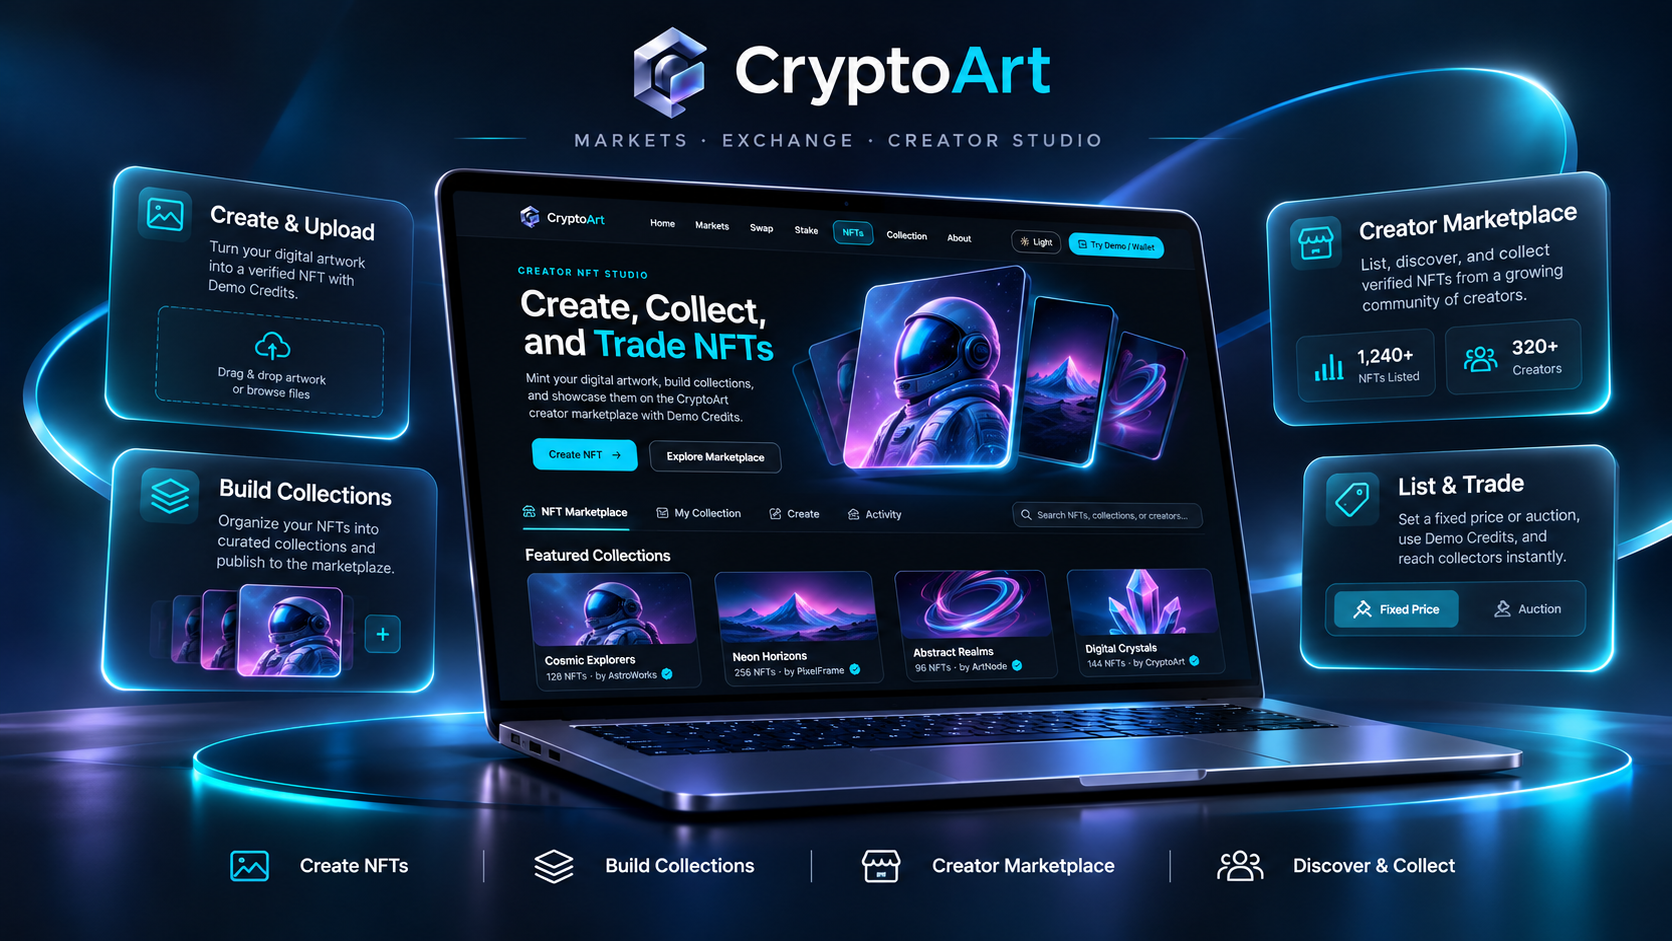 CryptoArt
MARKETS · EXCHANGE · CREATOR STUDIO
Create & Upload
Turn your digital artwork
into a verified NFT with
Demo Credits.
Drag & drop artwork
or browse files
Build Collections
Organize your NFTs into
curated collections and
publish to the marketplaze.
+
CryptoArt
Home
Markets
Swap
Stake
NFTs
Collection
About
Light
Try Demo / Wallet
CREATOR NFT STUDIO
Create, Collect,
and Trade NFTs
Mint your digital artwork, build collections,
and showcase them on the CryptoArt
creator marketplaze with Demo Credits.
Create NFT →
Explore Marketplace
NFT Marketplace
My Collection
Create
Activity
Search NFTs, collections, or creators...
Featured Collections
Cosmic Explorers
128 NFTs · by AstroWorks
Neon Horizons
256 NFTs · by PixelFrame
Abstract Realms
96 NFTs · by ArtNode
Digital Crystals
144 NFTs · by CryptoArt
Creator Marketplace
List, discover, and collect
verified NFTs from a growing
community of creators.
1,240+
NFTs Listed
320+
Creators
List & Trade
Set a fixed price or auction,
use Demo Credits, and
reach collectors instantly.
Fixed Price
Auction
Create NFTs
Build Collections
Creator Marketplace
Discover & Collect